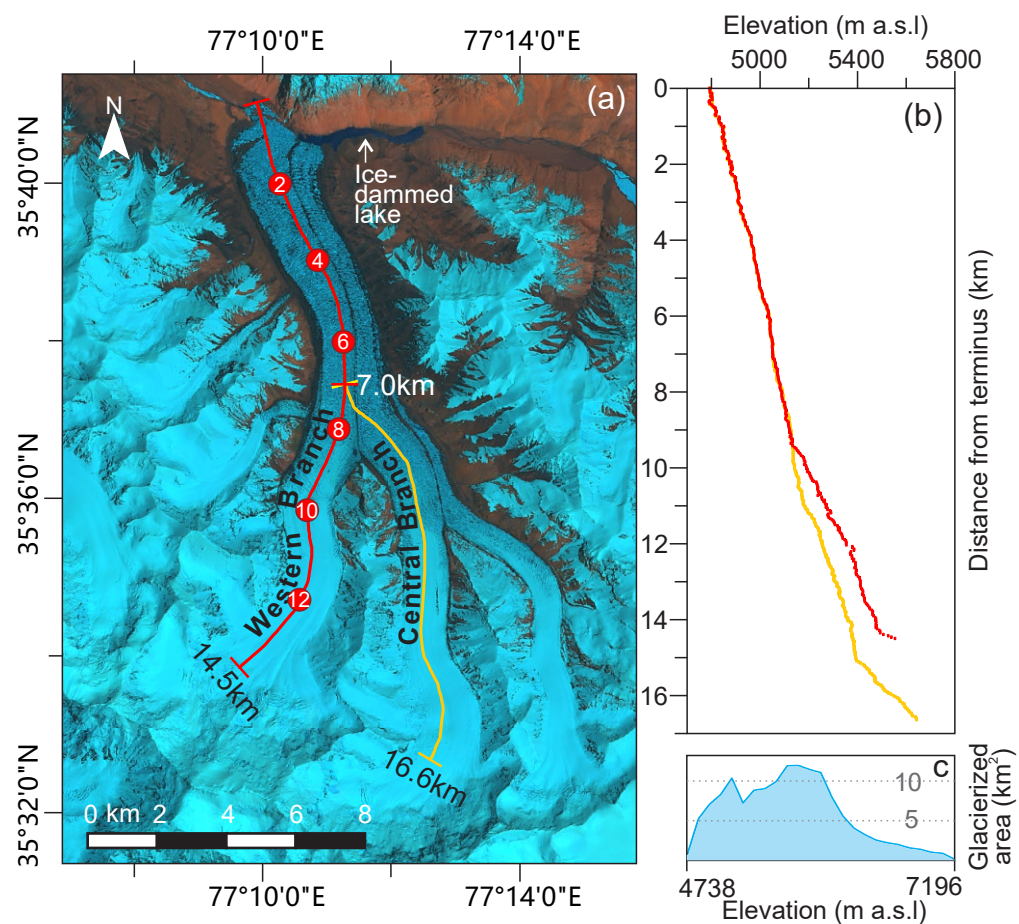 77°10'0"E
77°14'0"E
35°40'0"N
35°36'0"N
35°32'0"N
N
(a)
Ice-
dammed
lake
2
4
6
7.0km
8
10
12
Western Branch
Central Branch
14.5km
16.6km
0 km 2 4 6 8
77°10'0"E
77°14'0"E
Elevation (m a.s.l)
5000 5400 5800
(b)
0
2
4
6
8
10
12
14
16
Distance from terminus (km)
c
10
5
Glacierized
area (km²)
4738 7196
Elevation (m a.s.l)